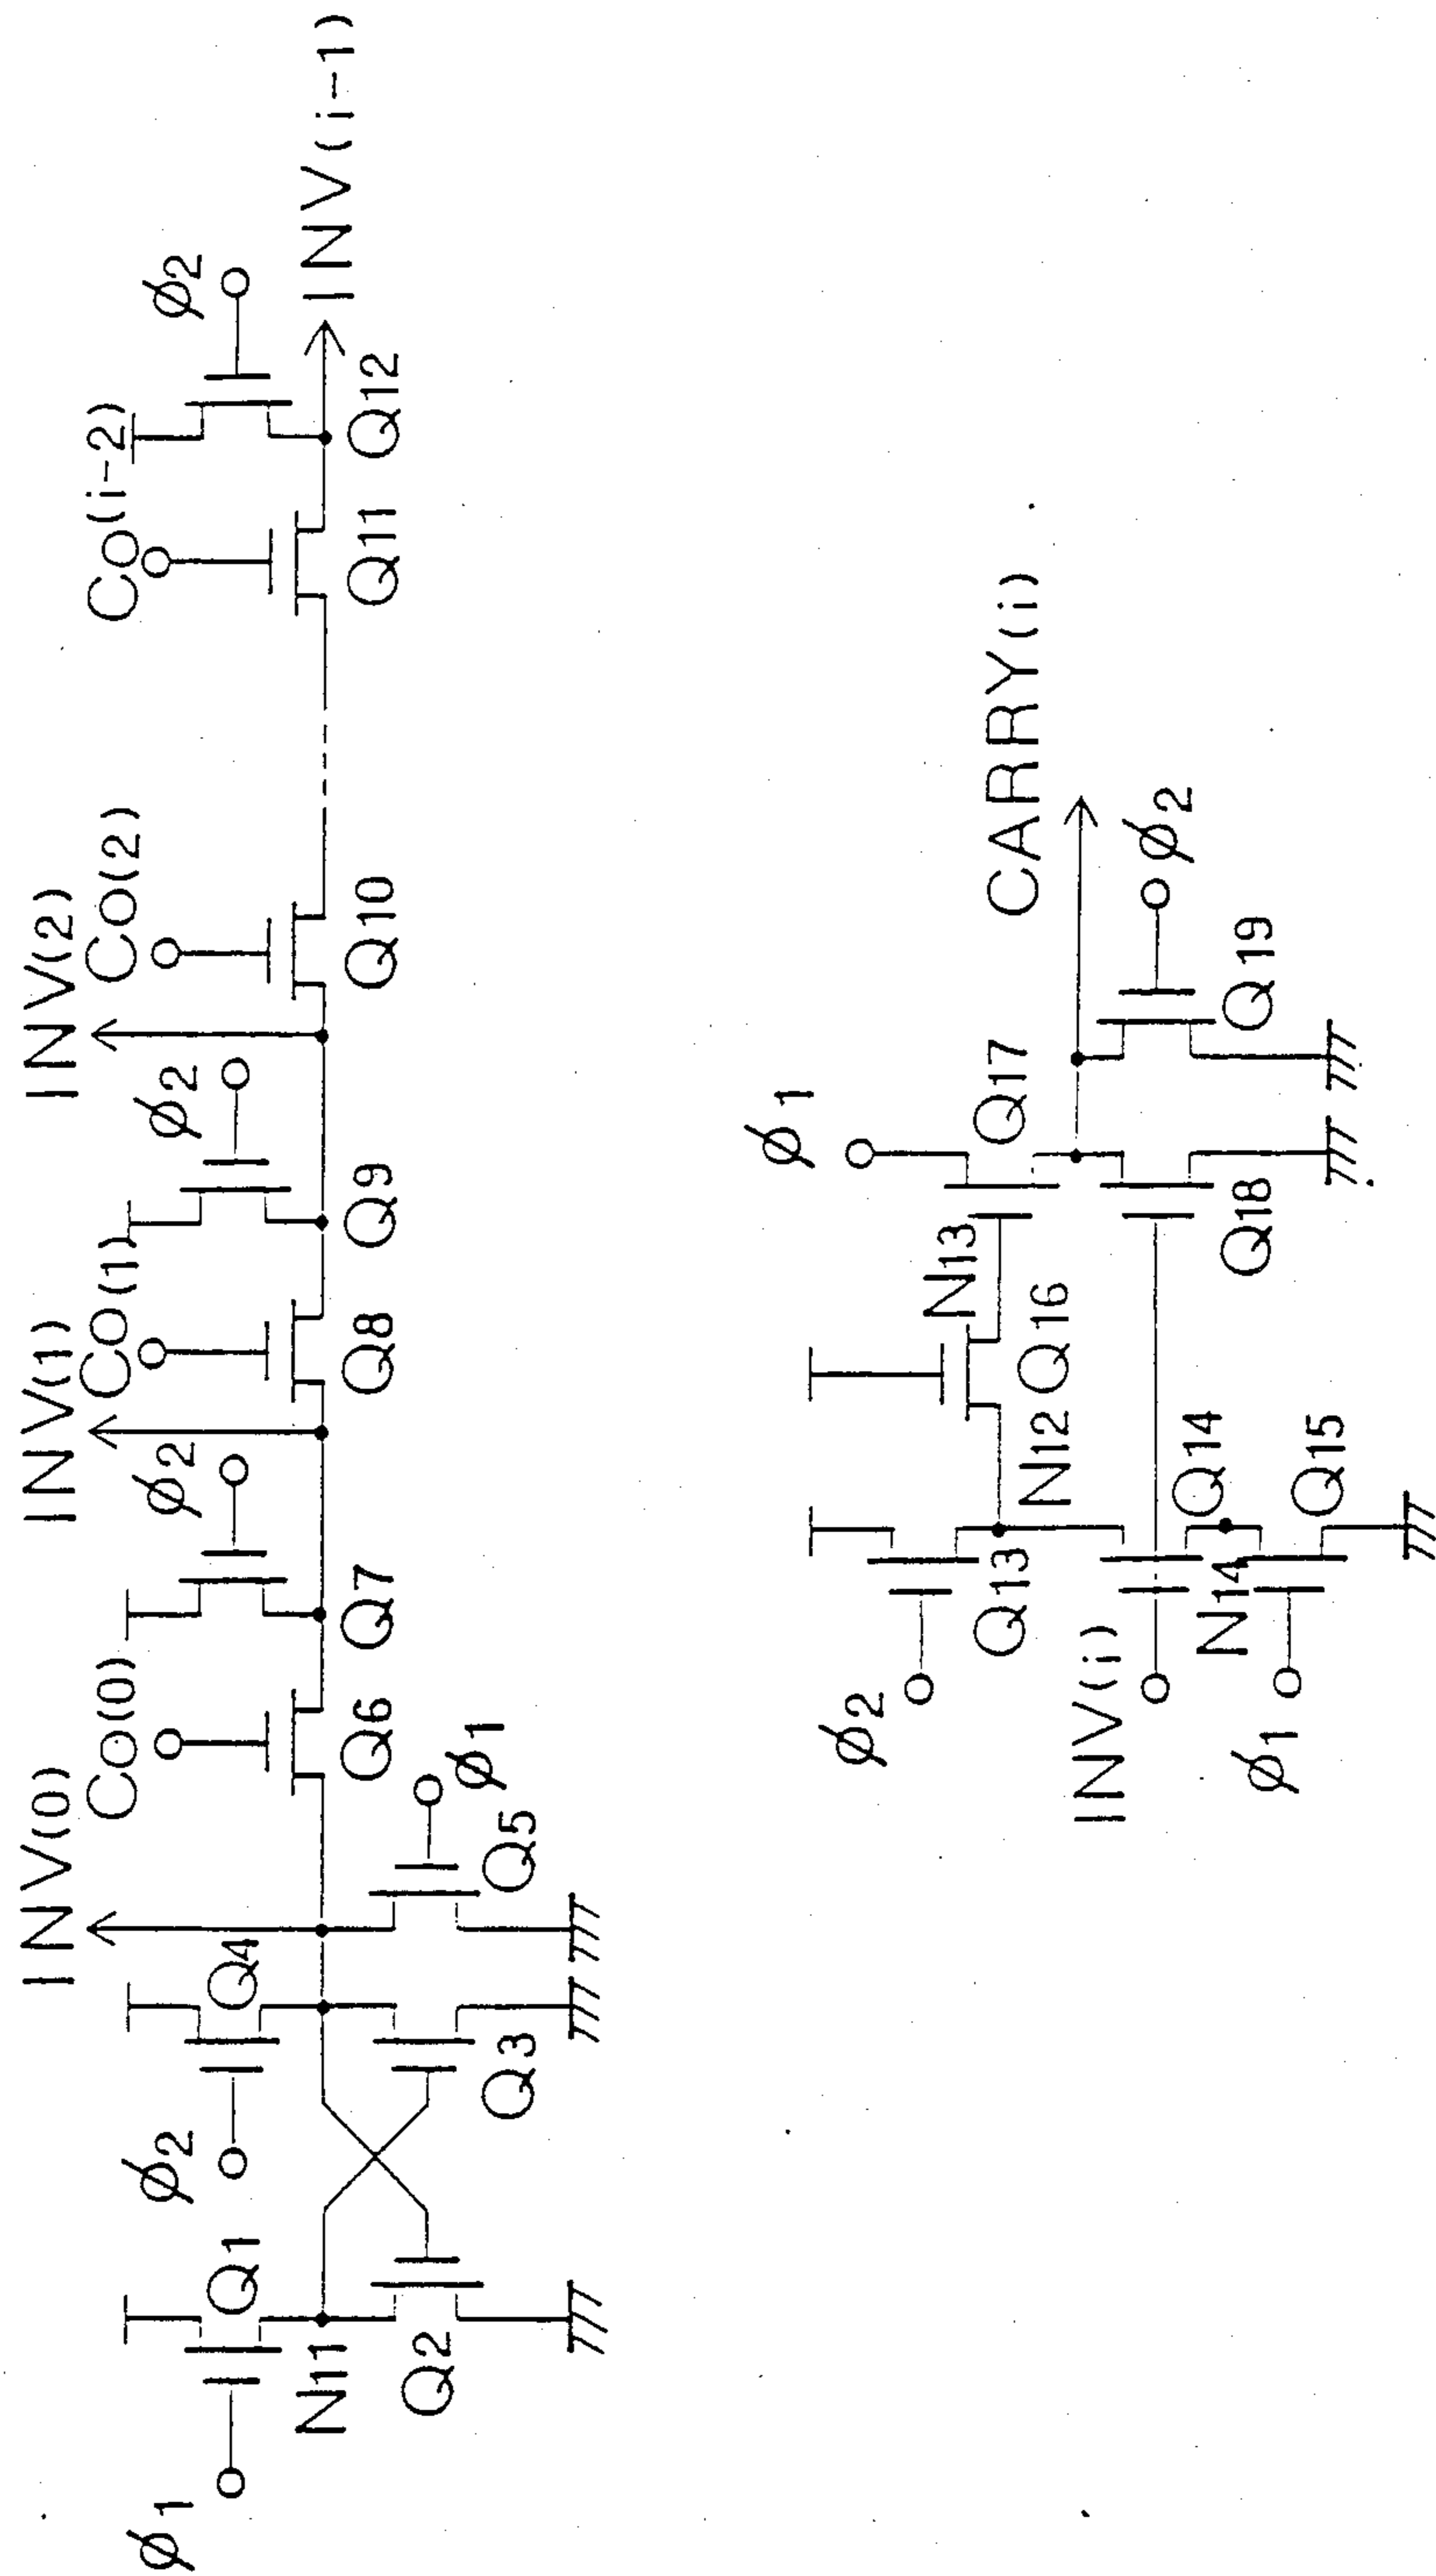 INV(0)
INV(1)
INV(2)
Co(0)
Co(1)
Co(2)
Co(i-2)
ϕ1
Q1
ϕ2
Q4
ϕ2
ϕ2
ϕ2
INV(i-1)
N11
Q2
Q3
Q5
ϕ1
Q6
Q7
Q8
Q9
Q10
Q11
Q12
ϕ2
Q13
N12
Q16
N13
ϕ1
Q17
CARRY(i)
INV(i)
N14
Q14
Q18
Q19
ϕ2
ϕ1
Q15